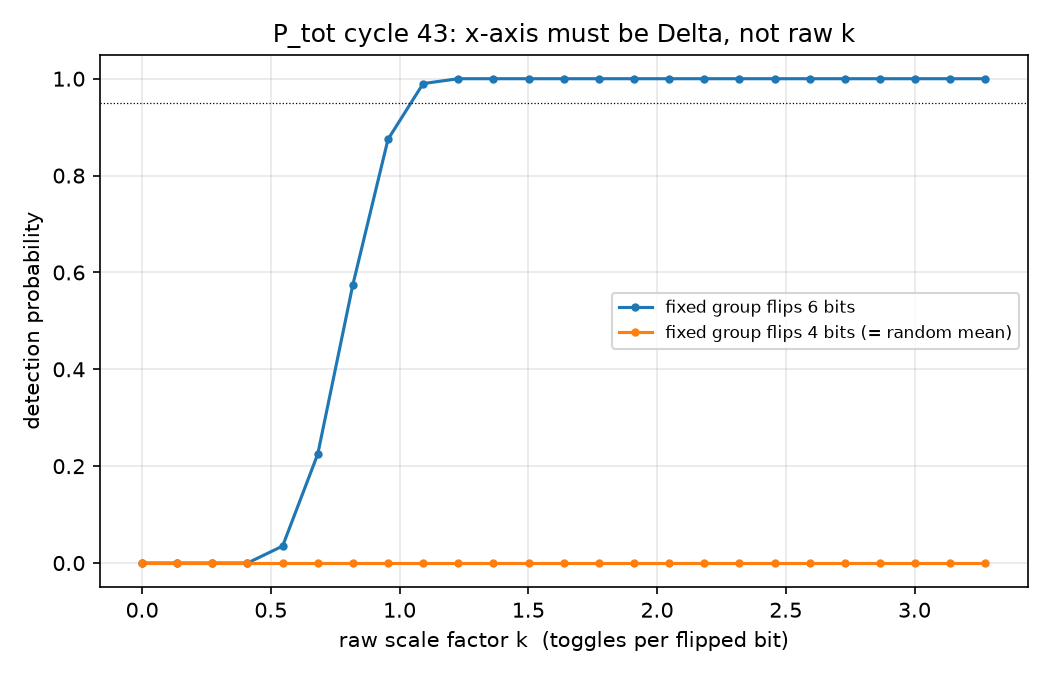 P_tot cycle 43: x-axis must be Delta, not raw k
detection probability
1.0
0.8
0.6
0.4
0.2
0.0
fixed group flips 6 bits
fixed group flips 4 bits (= random mean)
0.0 0.5 1.0 1.5 2.0 2.5 3.0
raw scale factor k (toggles per flipped bit)